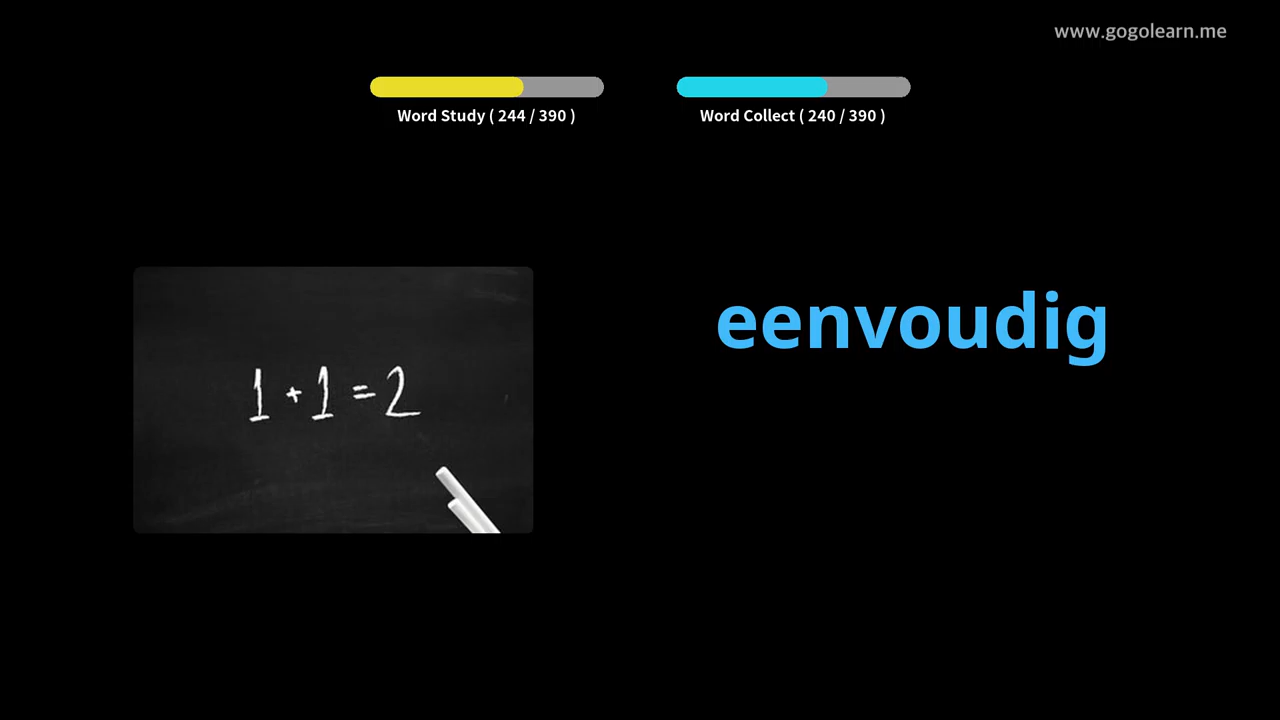 www.gogolearn.me
Word Study ( 244 / 390 )
Word Collect ( 240 / 390 )
eenvoudig
1 + 1 = 2